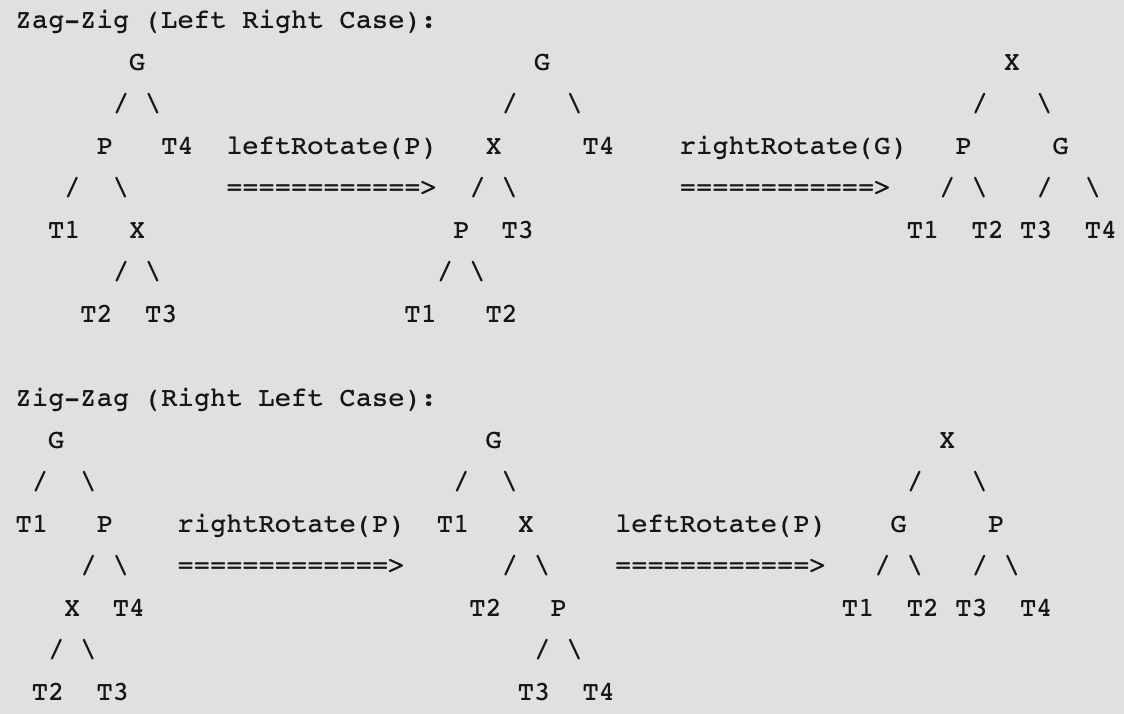 Zag-Zig (Left Right Case):
G G X
/ \ / \ / \
P T4 leftRotate(P) X T4 rightRotate(G) P G
/ \ ============> / \ ============> / \ / \
T1 X P T3 T1 T2 T3 T4
/ \ / \
T2 T3 T1 T2
Zig-Zag (Right Left Case):
G G X
/ \ / \ / \
T1 P rightRotate(P) T1 X leftRotate(P) G P
/ \ =============> / \ ============> / \ / \
X T4 T2 P T1 T2 T3 T4
/ \ / \
T2 T3 T3 T4